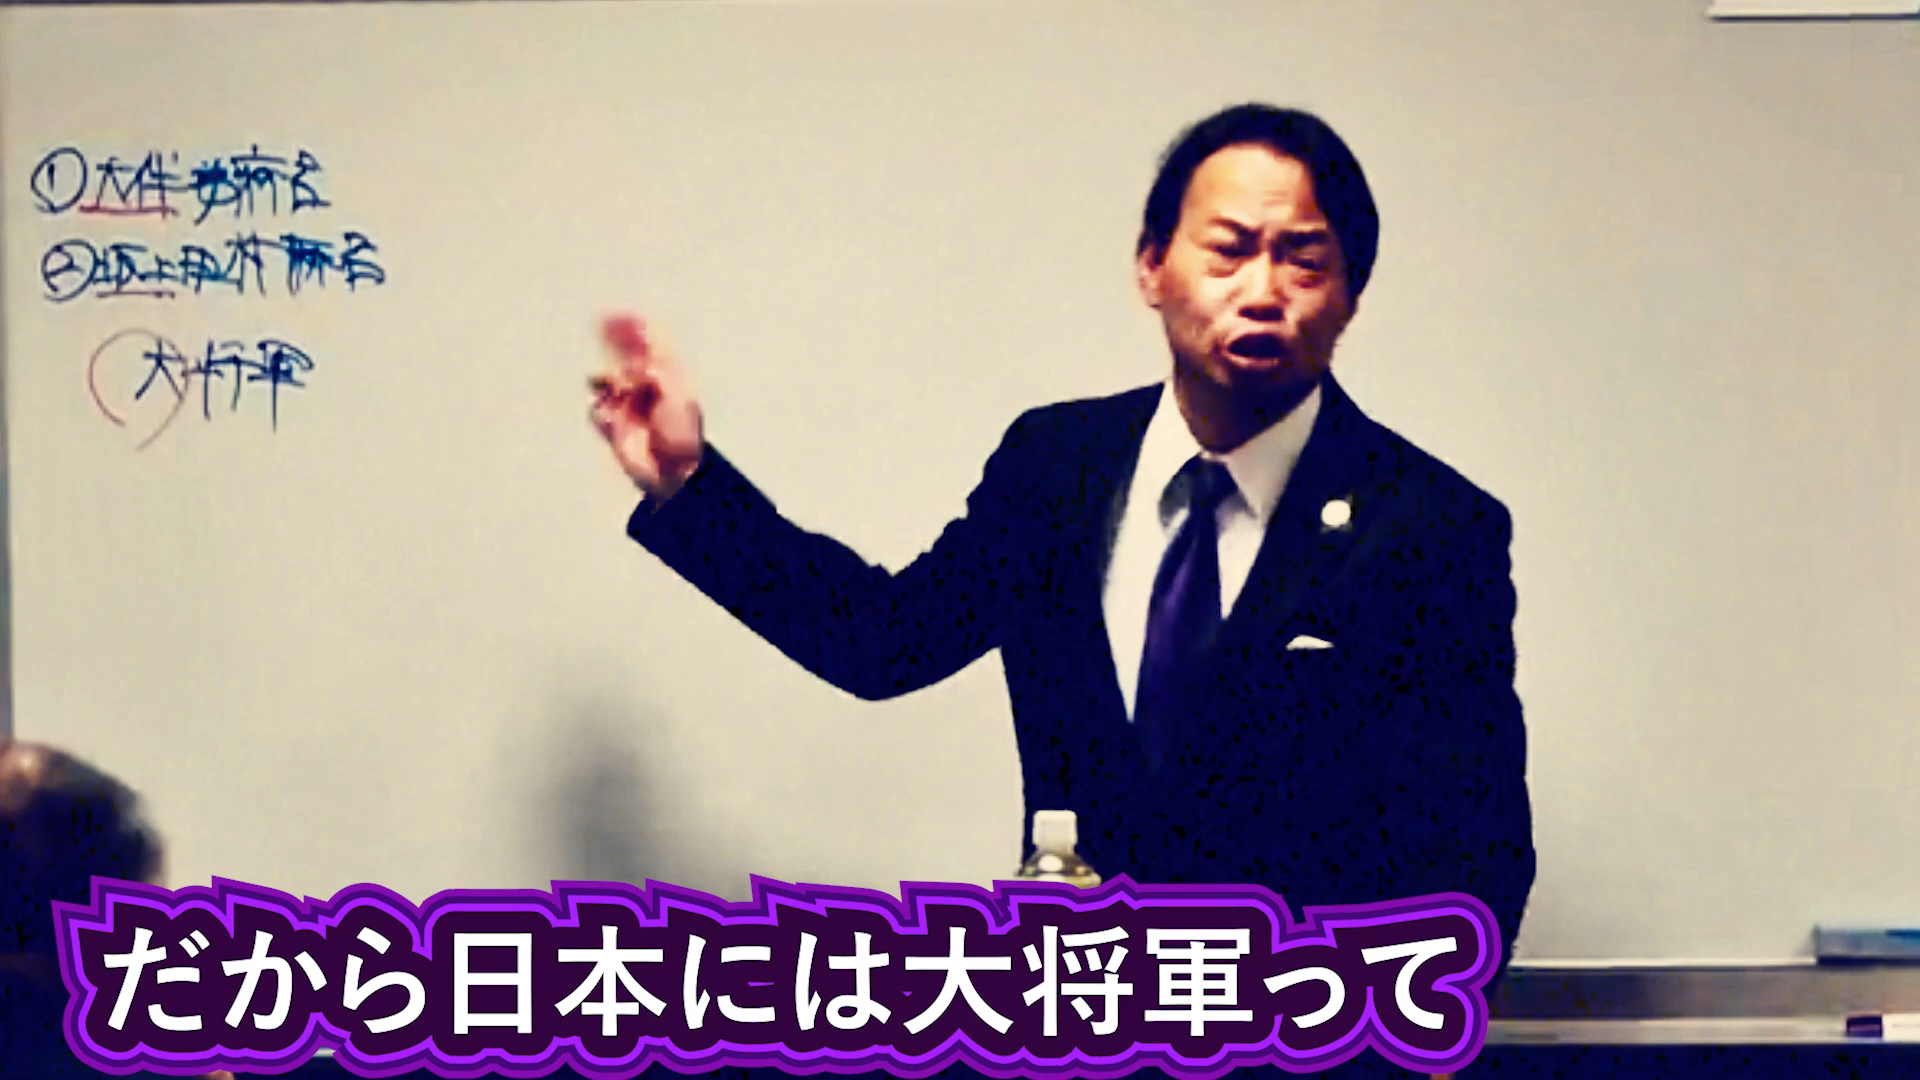 ①大伴
②坂上田村麻呂
大将軍
だから日本には大将軍って